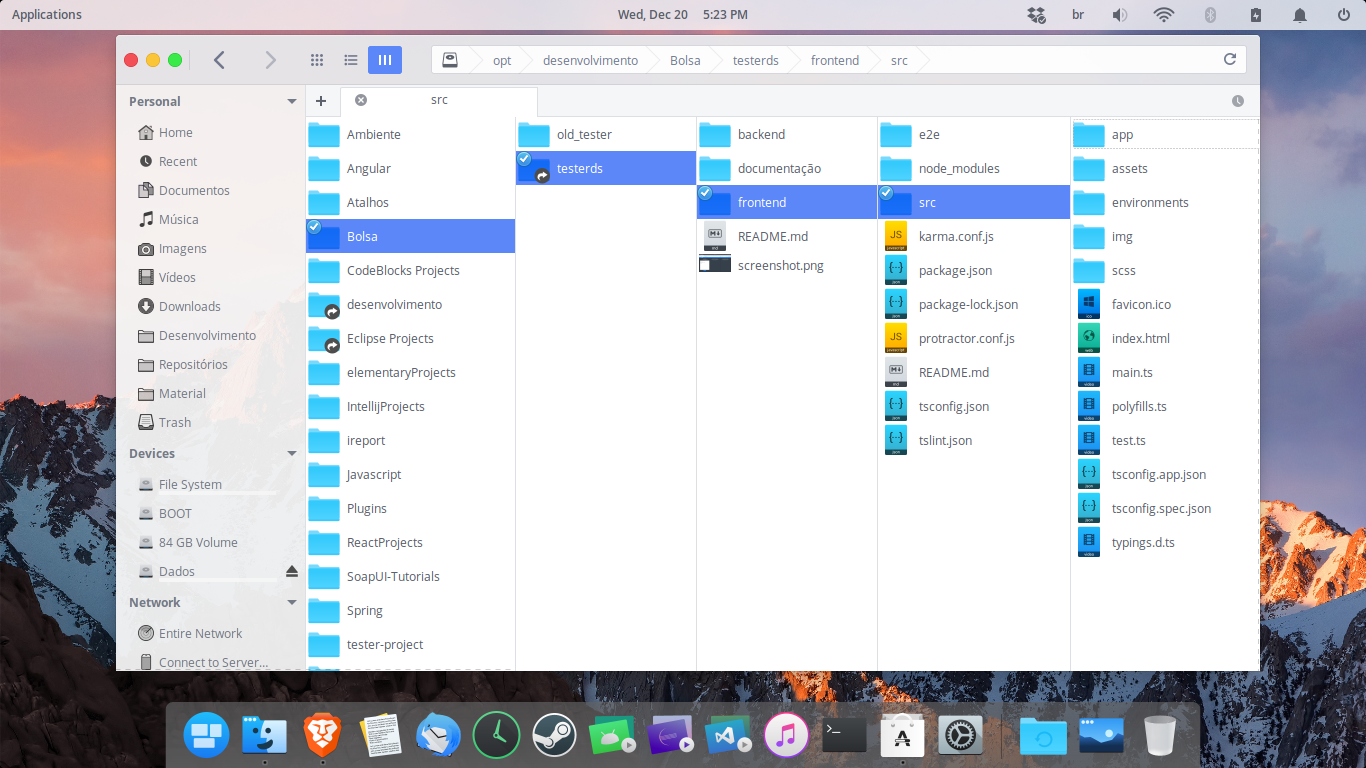 Applications
Wed, Dec 20 5:23 PM
br
opt desenvolvimento Bolsa testerds frontend src
src
Personal
Home
Recent
Documentos
Música
Imagens
Vídeos
Downloads
Desenvolvimento
Repositórios
Material
Trash
Devices
File System
BOOT
84 GB Volume
Dados
Network
Entire Network
Connect to Server...
Ambiente
Angular
Atalhos
Bolsa
CodeBlocks Projects
desenvolvimento
Eclipse Projects
elementaryProjects
IntellijProjects
ireport
Javascript
Plugins
ReactProjects
SoapUI-Tutorials
Spring
tester-project
old_tester
testerds
backend
documentação
frontend
README.md
screenshot.png
e2e
node_modules
src
JS
karma.conf.js
package.json
package-lock.json
JS
protractor.conf.js
README.md
tsconfig.json
tslint.json
app
assets
environments
img
scss
favicon.ico
index.html
main.ts
polyfills.ts
test.ts
tsconfig.app.json
tsconfig.spec.json
typings.d.ts